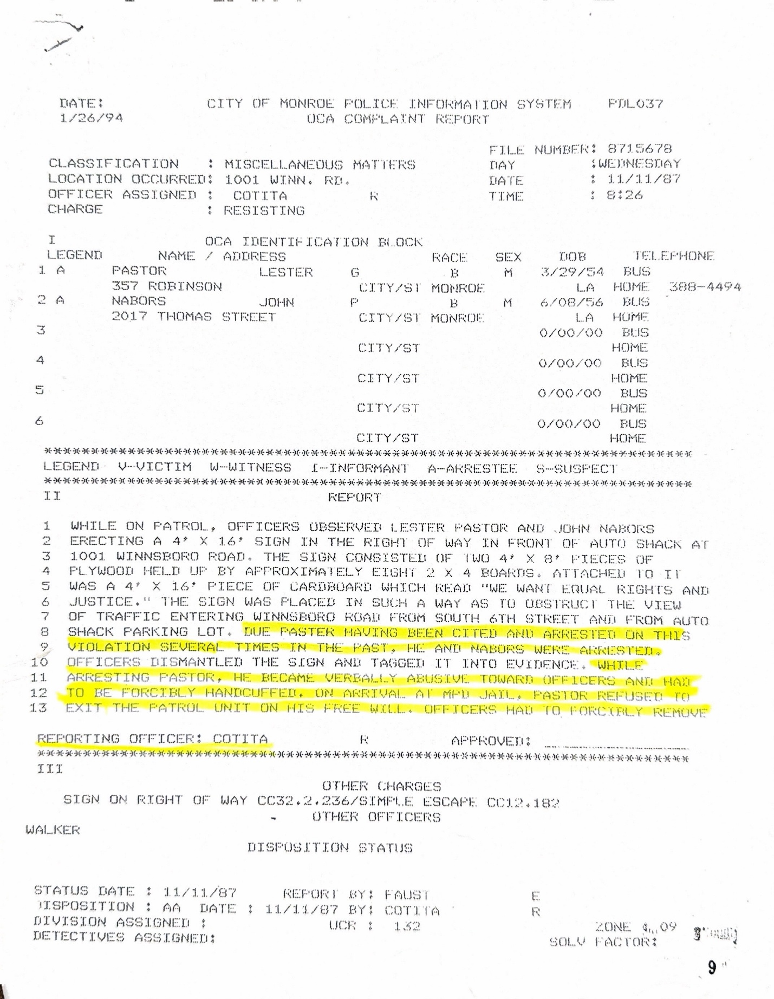 DATE: CITY OF MONROE POLICE INFORMATION SYSTEM PDL037
1/26/94 OCA COMPLAINT REPORT
FILE NUMBER: 8715678
CLASSIFICATION : MISCELLANEOUS MATTERS DAY :WEDNESDAY
LOCATION OCCURRED: 1001 WINN. RD. DATE : 11/11/87
OFFICER ASSIGNED : COTITA R TIME : 8:26
CHARGE : RESISTING
I OCA IDENTIFICATION BLOCK
LEGEND NAME / ADDRESS RACE SEX DOB TELEPHONE
1 A PASTOR LESTER G B M 3/29/54 BUS
357 ROBINSON CITY/ST MONROE LA HOME 388-4494
2 A NABORS JOHN P B M 6/08/56 BUS
2017 THOMAS STREET CITY/ST MONROE LA HOME
3 0/00/00 BUS
CITY/ST HOME
4 0/00/00 BUS
CITY/ST HOME
5 0/00/00 BUS
CITY/ST HOME
6 0/00/00 BUS
CITY/ST HOME
LEGEND V-VICTIM W-WITNESS I-INFORMANT A-ARRESTEE S-SUSPECT
II REPORT
1 WHILE ON PATROL, OFFICERS OBSERVED LESTER PASTOR AND JOHN NABORS
2 ERECTING A 4' X 16' SIGN IN THE RIGHT OF WAY IN FRONT OF AUTO SHACK AT
3 1001 WINNSBORO ROAD. THE SIGN CONSISTED OF TWO 4' X 8' PIECES OF
4 PLYWOOD HELD UP BY APPROXIMATELY EIGHT 2 X 4 BOARDS. ATTACHED TO IT
5 WAS A 4' X 16' PIECE OF CARDBOARD WHICH READ "WE WANT EQUAL RIGHTS AND
6 JUSTICE." THE SIGN WAS PLACED IN SUCH A WAY AS TO OBSTRUCT THE VIEW
7 OF TRAFFIC ENTERING WINNSBORO ROAD FROM SOUTH 6TH STREET AND FROM AUTO
8 SHACK PARKING LOT. DUE PASTER HAVING BEEN CITED AND ARRESTED ON THIS
9 VIOLATION SEVERAL TIMES IN THE PAST, HE AND NABORS WERE ARRESTED.
10 OFFICERS DISMANTLED THE SIGN AND TAGGED IT INTO EVIDENCE. WHILE
11 ARRESTING PASTOR, HE BECAME VERBALLY ABUSIVE TOWARD OFFICERS AND HAD
12 TO BE FORCIBLY HANDCUFFED. ON ARRIVAL AT MPD JAIL, PASTOR REFUSED TO
13 EXIT THE PATROL UNIT ON HIS FREE WILL. OFFICERS HAD TO FORCIBLY REMOVE
REPORTING OFFICER: COTITA R APPROVED:
III
OTHER CHARGES
SIGN ON RIGHT OF WAY CC32.2.236/SIMPLE ESCAPE CC12.182
OTHER OFFICERS
WALKER
DISPOSITION STATUS
STATUS DATE : 11/11/87 REPORT BY: FAUST E
DISPOSITION : AA DATE : 11/11/87 BY: COTITA R
DIVISION ASSIGNED : UCR : 132 ZONE 09
DETECTIVES ASSIGNED: SOLV FACTOR:
9